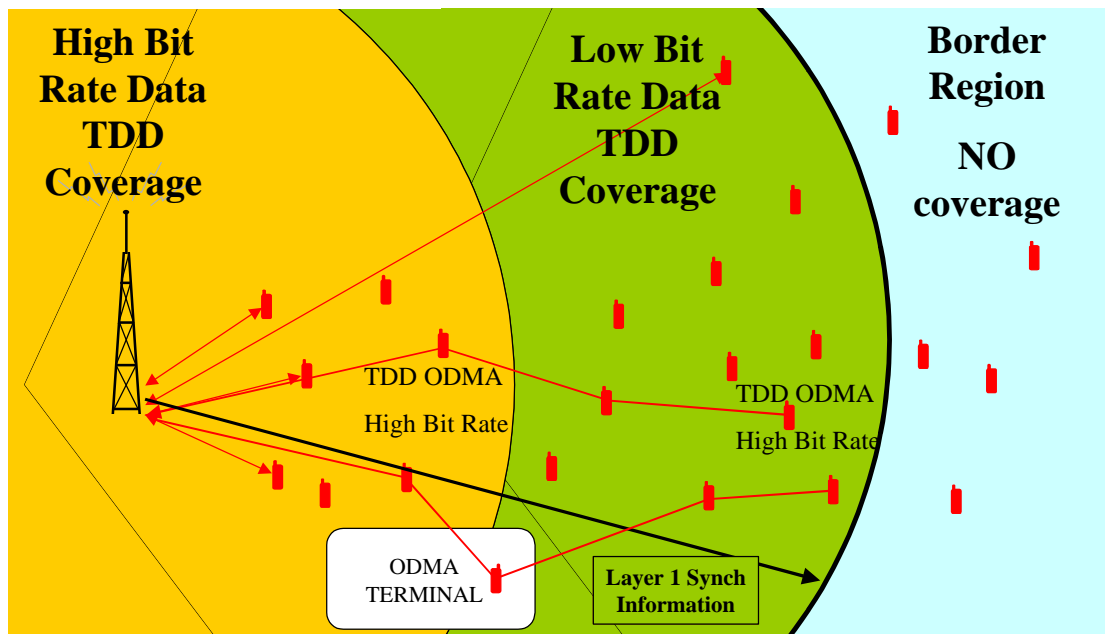 High Bit
Rate Data
TDD
Coverage
Low Bit
Rate Data
TDD
Coverage
Border
Region
NO
coverage
TDD ODMA
High Bit Rate
TDD ODMA
High Bit Rate
ODMA
TERMINAL
Layer 1 Synch
Information